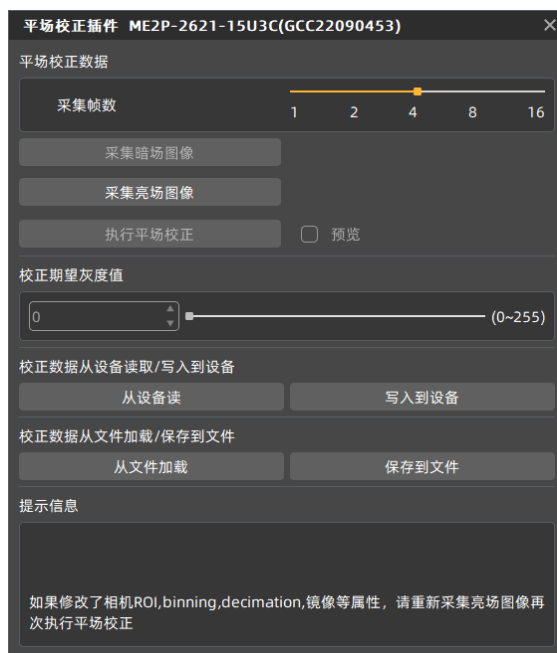 平场校正插件 ME2P-2621-15U3C(GCC22090453)
平场校正数据
采集帧数
1 2 4 8 16
采集暗场图像
采集亮场图像
执行平场校正 预览
校正期望灰度值
0 (0~255)
校正数据从设备读取/写入到设备
从设备读 写入到设备
校正数据从文件加载/保存到文件
从文件加载 保存到文件
提示信息
如果修改了相机ROI,binning,decimation,镜像等属性，请重新采集亮场图像再
次执行平场校正